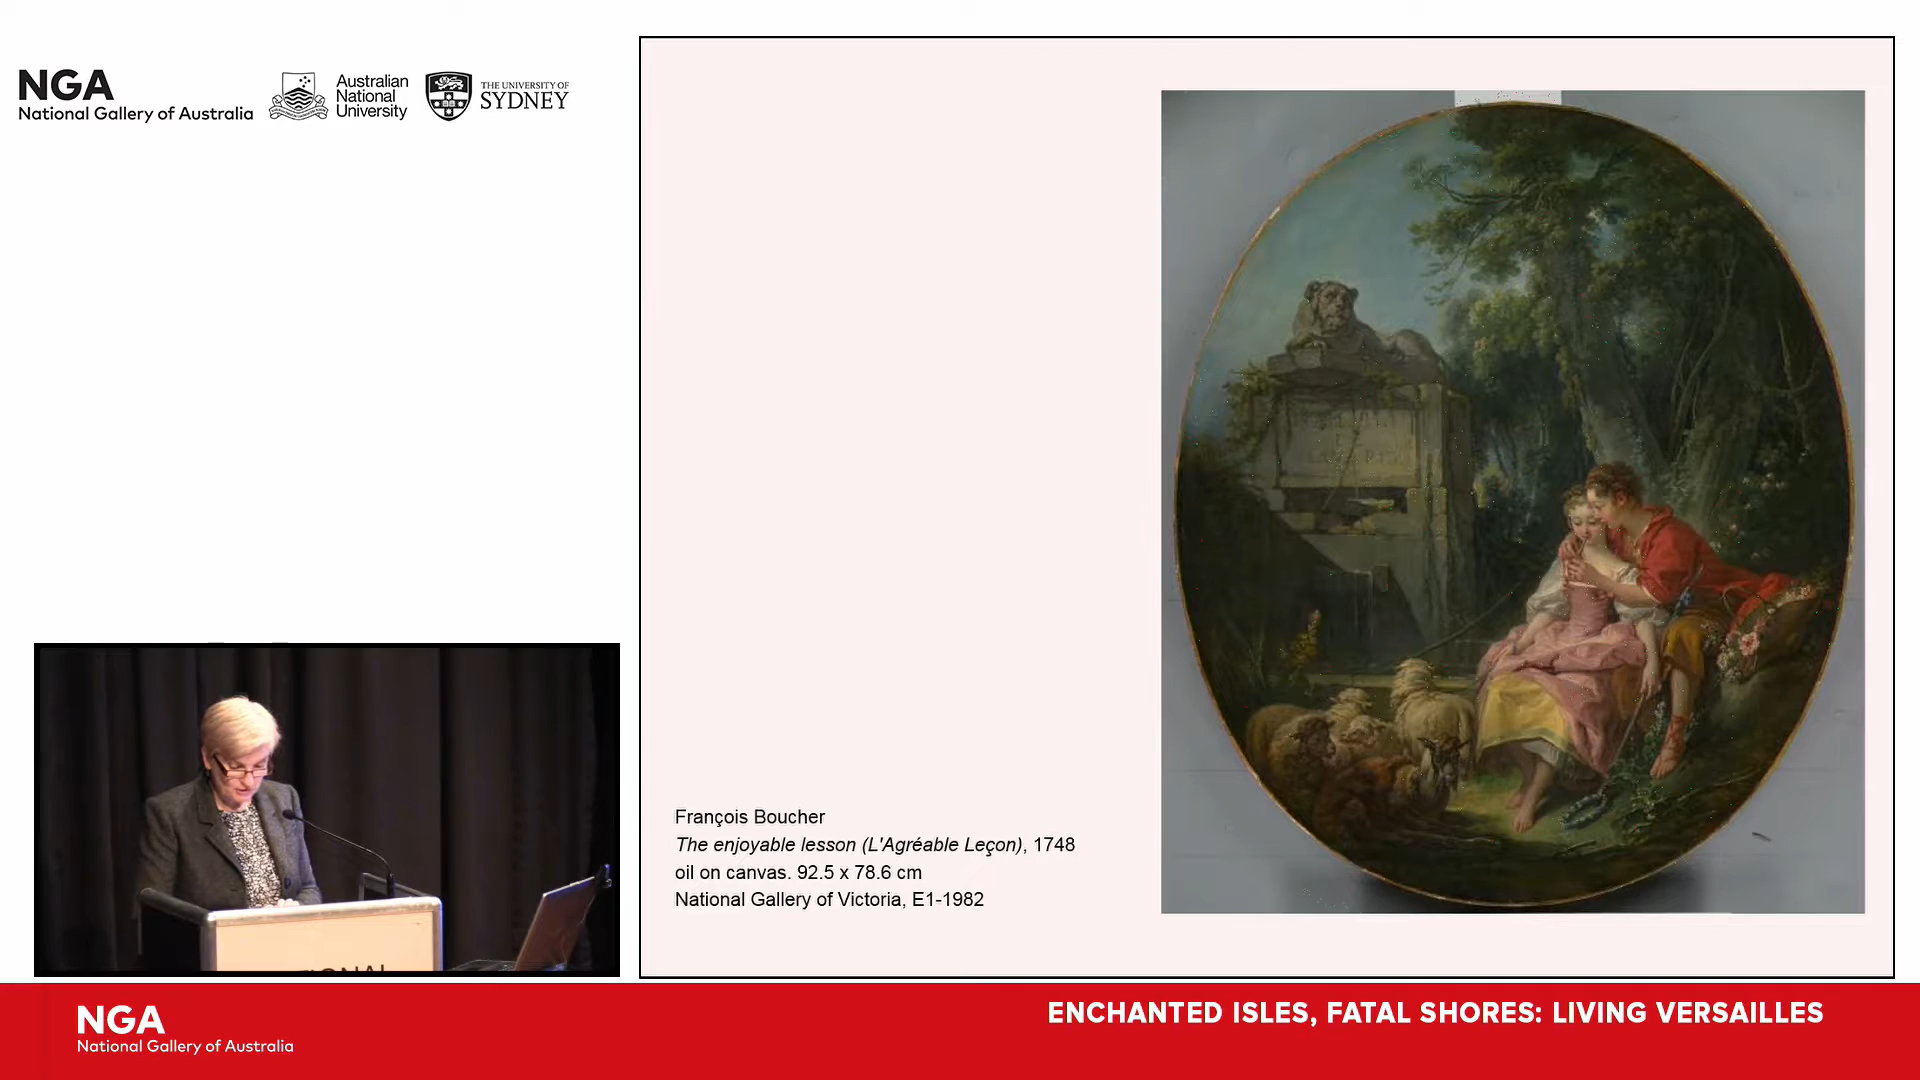 NGA
National Gallery of Australia
Australian
National
University
THE UNIVERSITY OF
SYDNEY
François Boucher
The enjoyable lesson (L'Agréable Leçon), 1748
oil on canvas. 92.5 x 78.6 cm
National Gallery of Victoria, E1-1982
NGA
National Gallery of Australia
ENCHANTED ISLES, FATAL SHORES: LIVING VERSAILLES